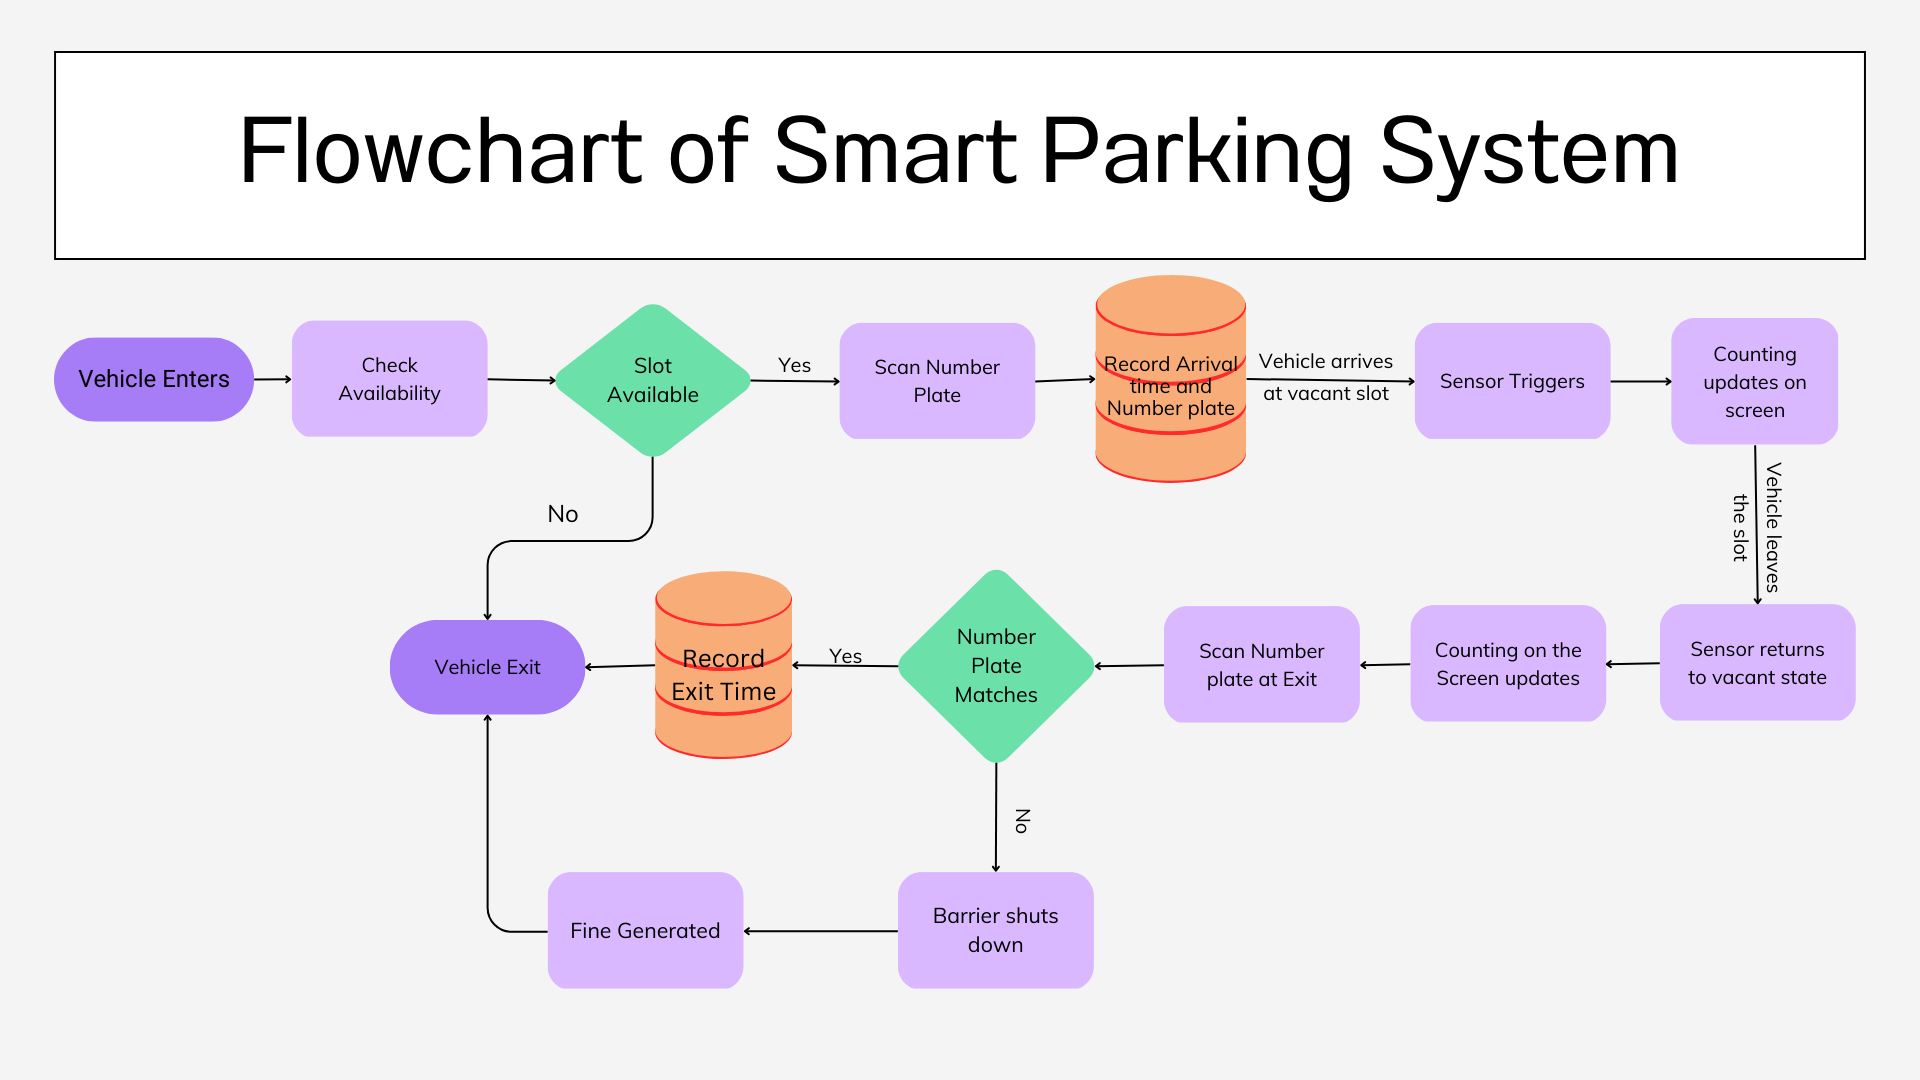 Flowchart of Smart Parking System
Vehicle Enters
Check
Availability
Slot
Available
Yes
Scan Number
Plate
Record Arrival
time and
Number plate
Vehicle arrives
at vacant slot
Sensor Triggers
Counting
updates on
screen
Vehicle leaves
the slot
No
Vehicle Exit
Record
Exit Time
Yes
Number
Plate
Matches
Scan Number
plate at Exit
Counting on the
Screen updates
Sensor returns
to vacant state
No
Fine Generated
Barrier shuts
down